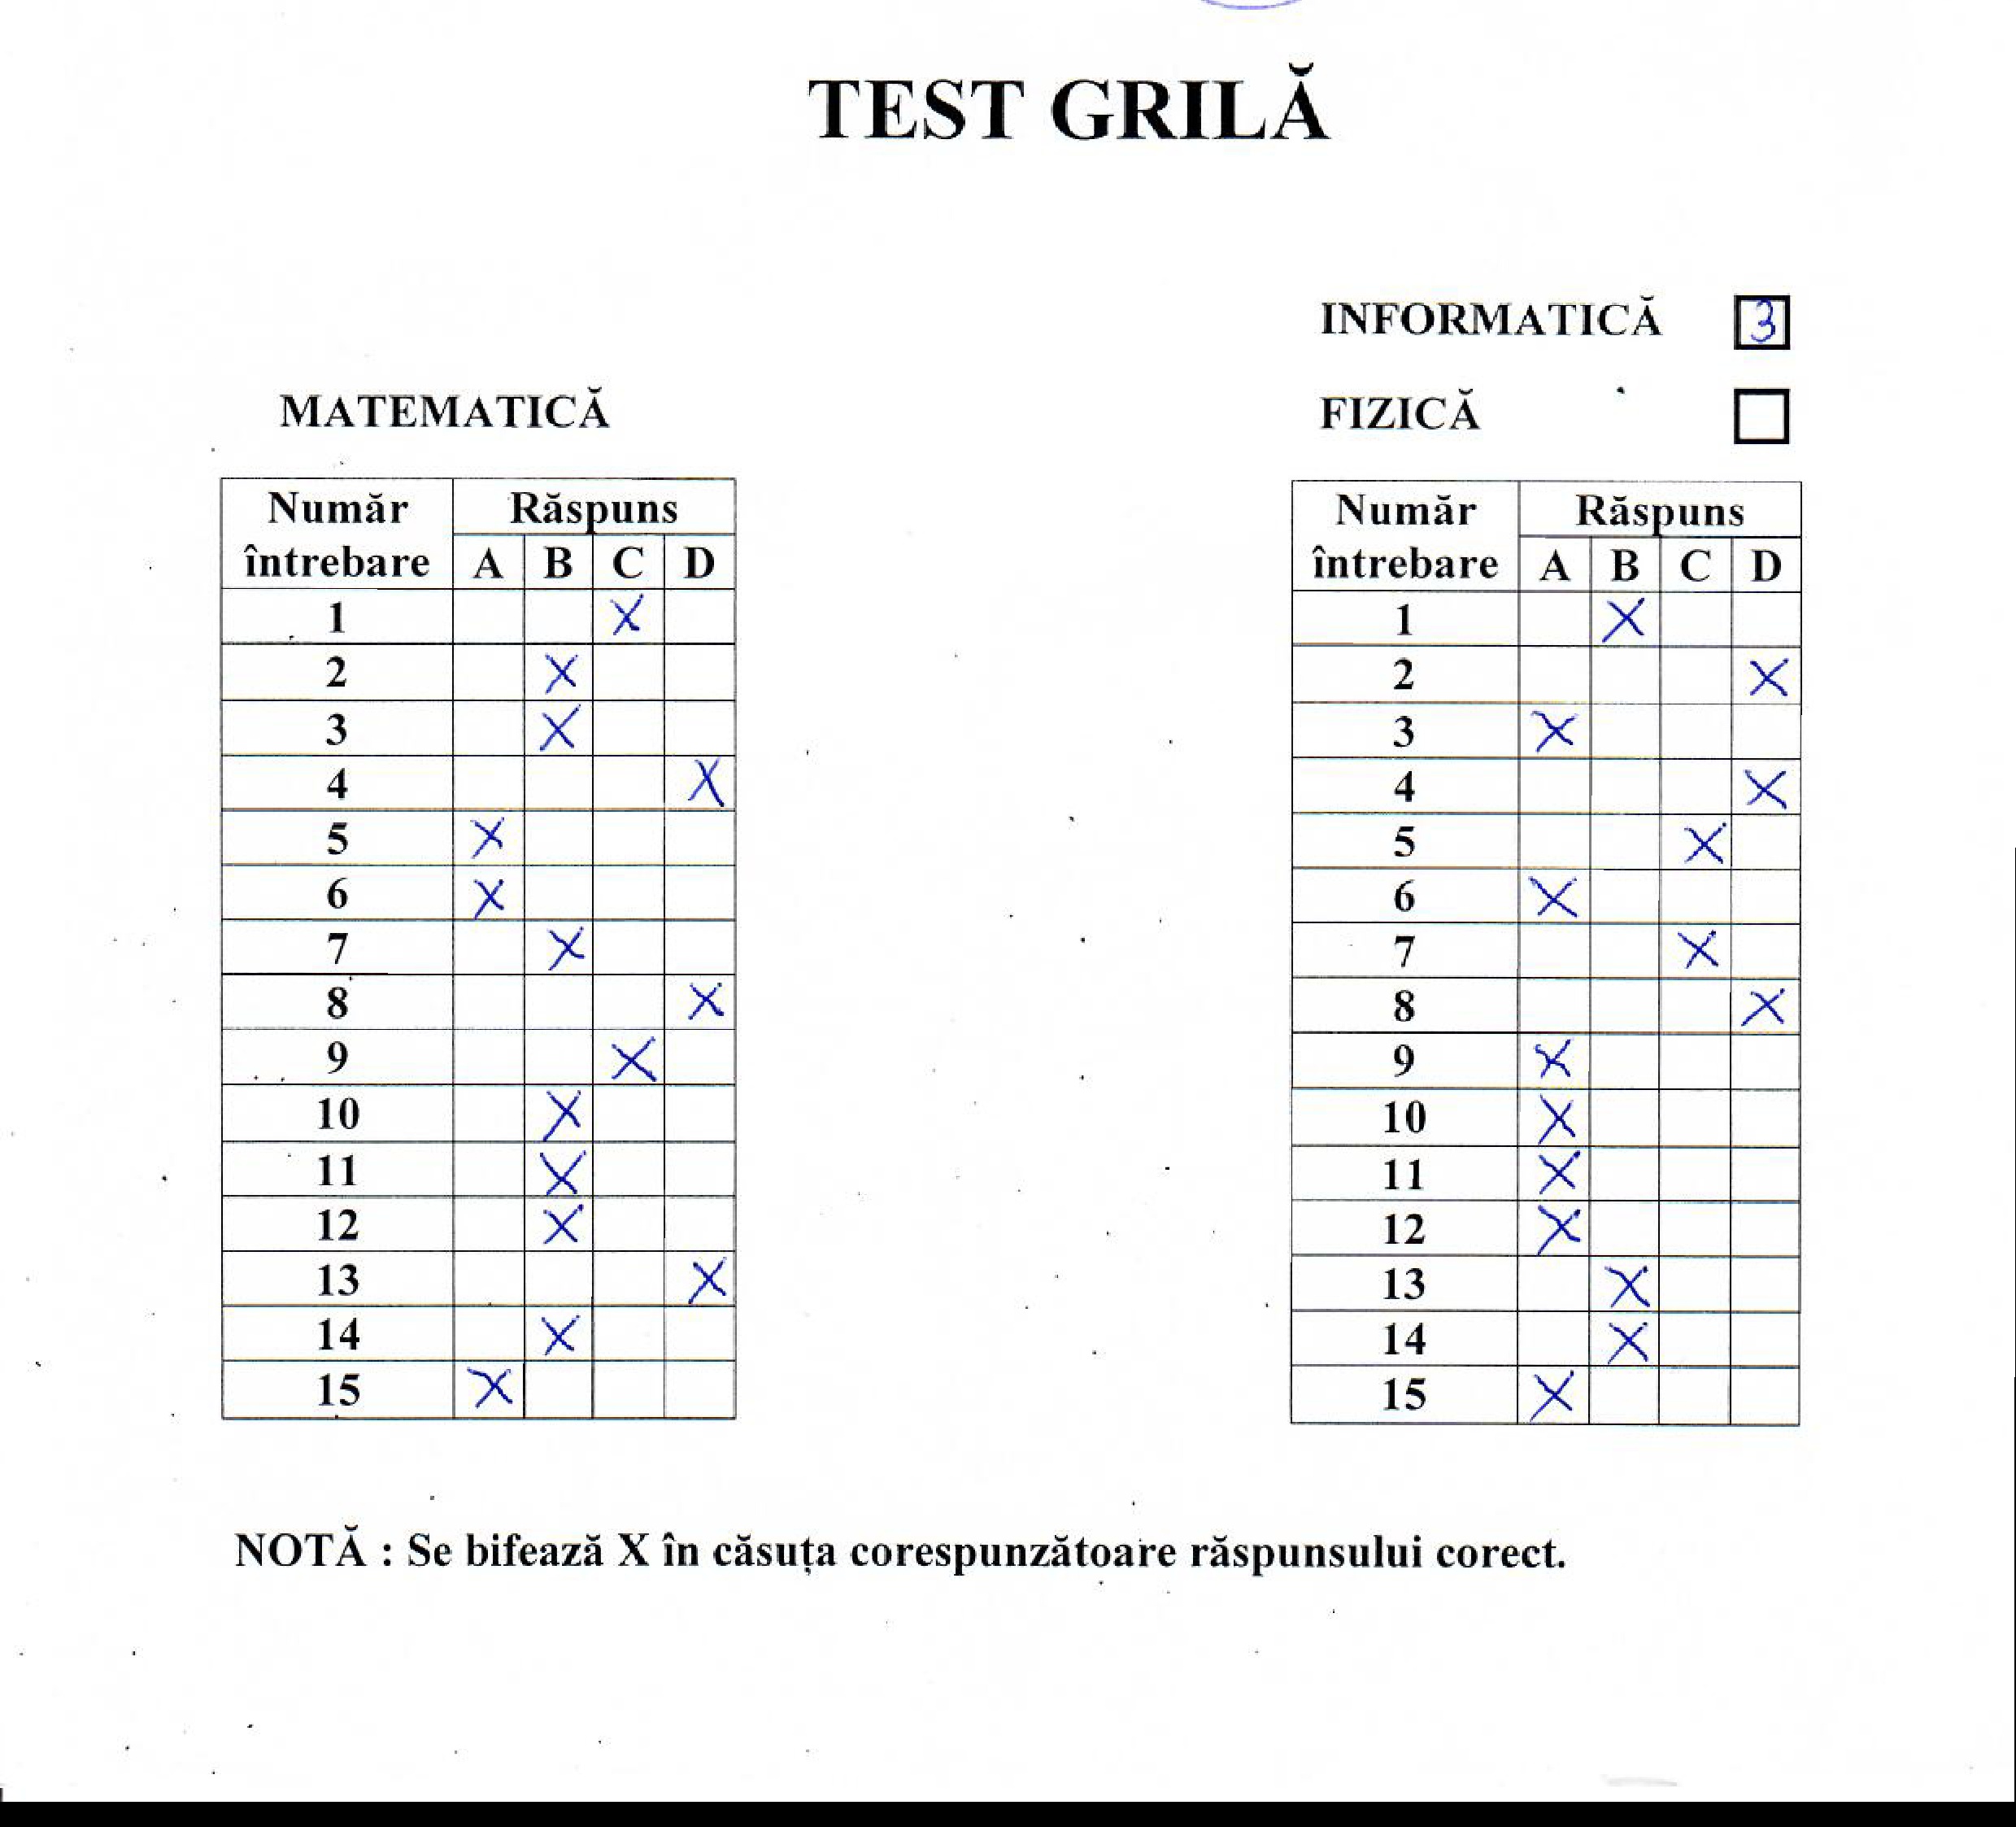 TEST GRILĂ
INFORMATICĂ 3
MATEMATICĂ
FIZICĂ
Număr Răspuns
întrebare A B C D
1 X
2 X
3 X
4 X
5 X
6 X
7 X
8 X
9 X
10 X
11 X
12 X
13 X
14 X
15 X
Număr Răspuns
întrebare A B C D
1 X
2 X
3 X
4 X
5 X
6 X
7 X
8 X
9 X
10 X
11 X
12 X
13 X
14 X
15 X
NOTĂ : Se bifează X în căsuța corespunzătoare răspunsului corect.